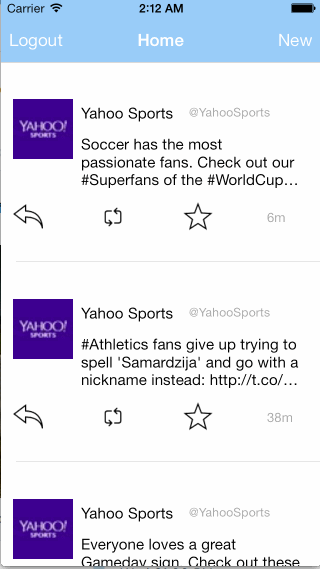 Carrier 2:12 AM
Logout Home New
YAHOO!
SPORTS
Yahoo Sports @YahooSports
Soccer has the most
passionate fans. Check out our
#Superfans of the #WorldCup...
6m
YAHOO!
SPORTS
Yahoo Sports @YahooSports
#Athletics fans give up trying to
spell 'Samardzija' and go with a
nickname instead: http://t.co/...
38m
YAHOO!
SPORTS
Yahoo Sports @YahooSports
Everyone loves a great
Gameday sign. Check out these